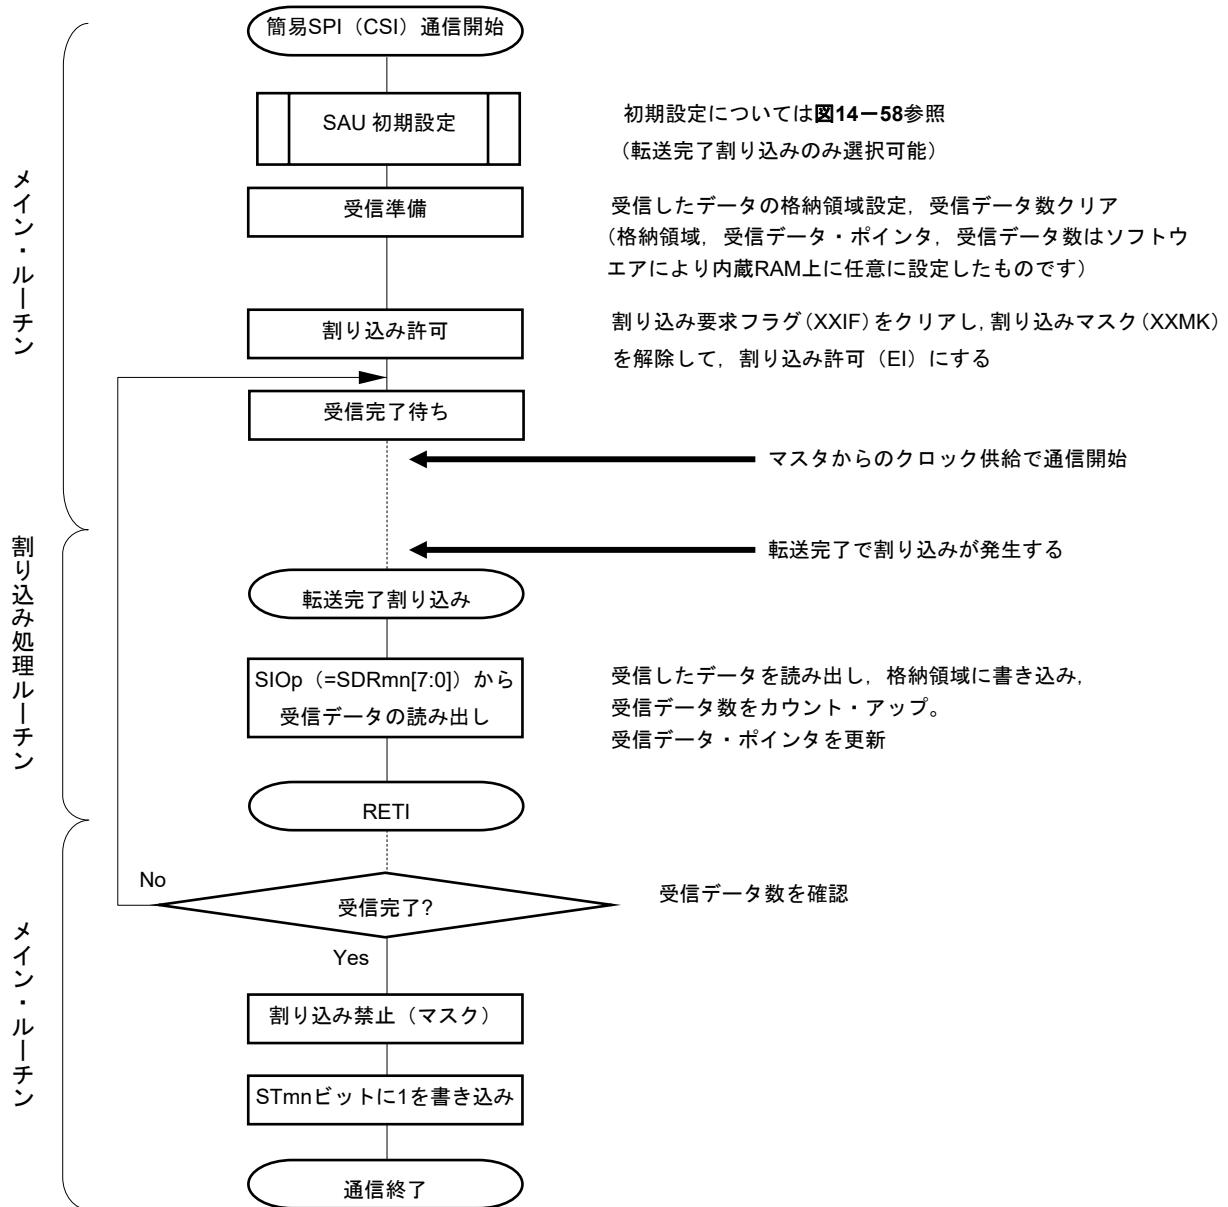 簡易SPI（CSI）通信開始
SAU 初期設定
初期設定については図14－58参照
（転送完了割り込みのみ選択可能）
メイン・ルーチン
受信準備
受信したデータの格納領域設定，受信データ数クリア
（格納領域，受信データ・ポインタ，受信データ数はソフトウ
エアにより内蔵RAM上に任意に設定したものです）
割り込み許可
割り込み要求フラグ（XXIF）をクリアし，割り込みマスク（XXMK）
を解除して，割り込み許可（EI）にする
受信完了待ち
マスタからのクロック供給で通信開始
転送完了で割り込みが発生する
割り込み処理ルーチン
転送完了割り込み
SIOp（=SDRmn[7:0]）から
受信データの読み出し
受信したデータを読み出し，格納領域に書き込み，
受信データ数をカウント・アップ。
受信データ・ポインタを更新
RETI
No
受信完了?
受信データ数を確認
Yes
メイン・ルーチン
割り込み禁止（マスク）
STmnビットに1を書き込み
通信終了